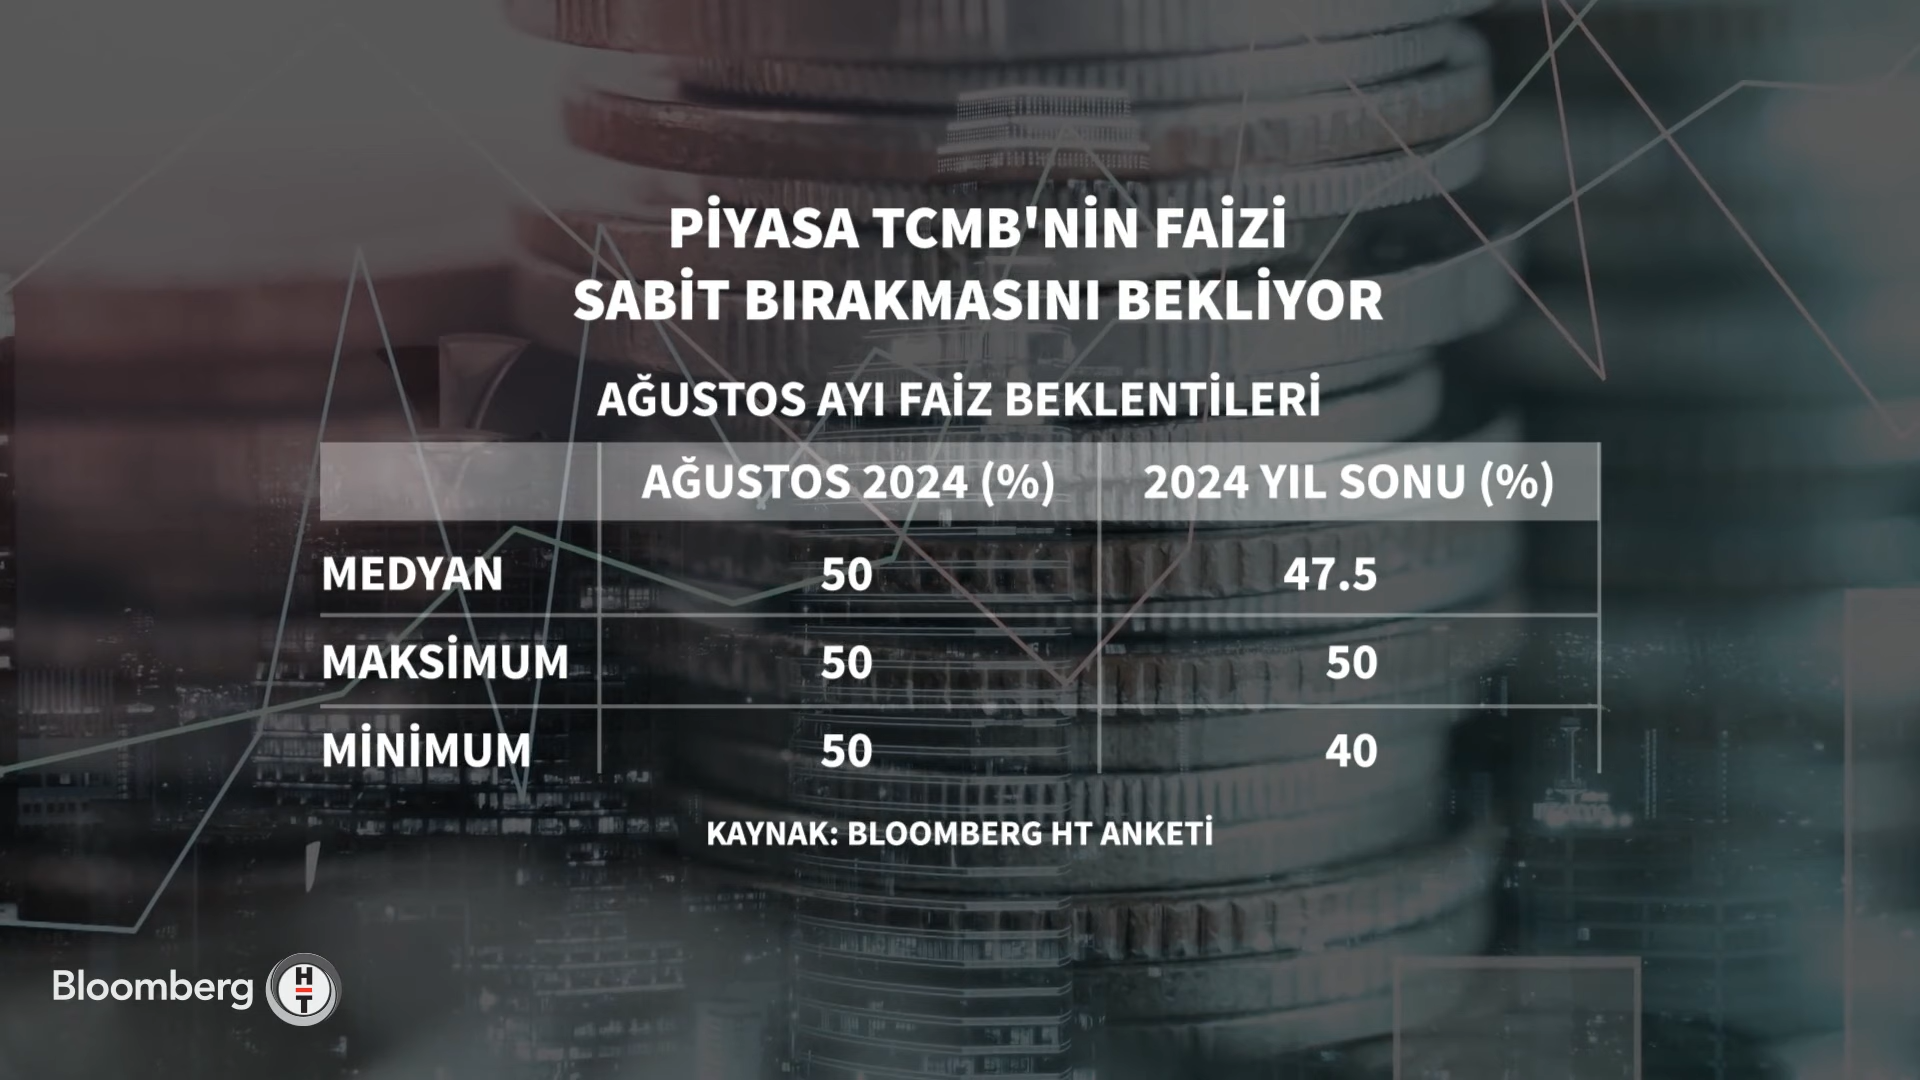 PİYASA TCMB'NİN FAİZİ
SABİT BIRAKMASINI BEKLİYOR
AĞUSTOS AYI FAİZ BEKLENTİLERİ
AĞUSTOS 2024 (%) 2024 YIL SONU (%)
MEDYAN 50 47.5
MAKSİMUM 50 50
MİNİMUM 50 40
KAYNAK: BLOOMBERG HT ANKETİ
Bloomberg HT